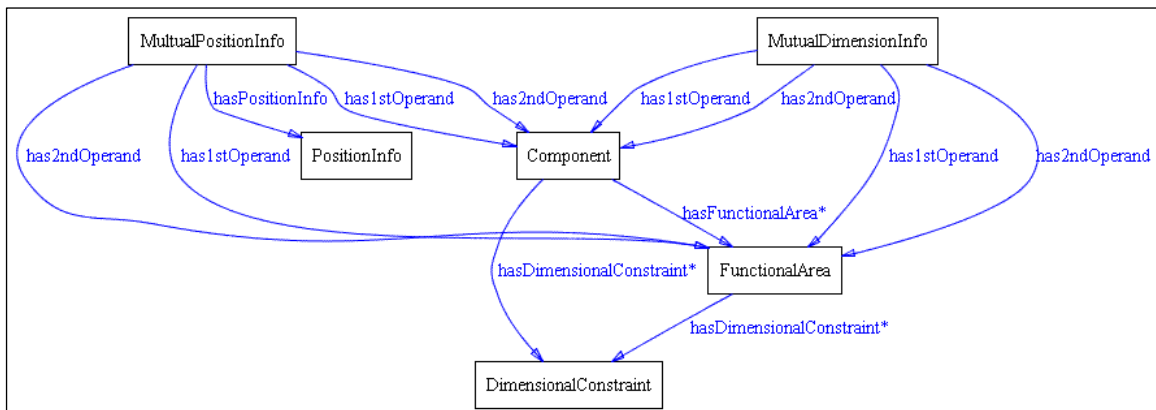 MultualPositionInfo
MutualDimensionInfo
hasPositionInfo
has1stOperand
has2ndOperand
has1stOperand
has2ndOperand
has2ndOperand
has1stOperand
PositionInfo
Component
has1stOperand
has2ndOperand
hasFunctionalArea*
hasDimensionalConstraint*
FunctionalArea
hasDimensionalConstraint*
DimensionalConstraint